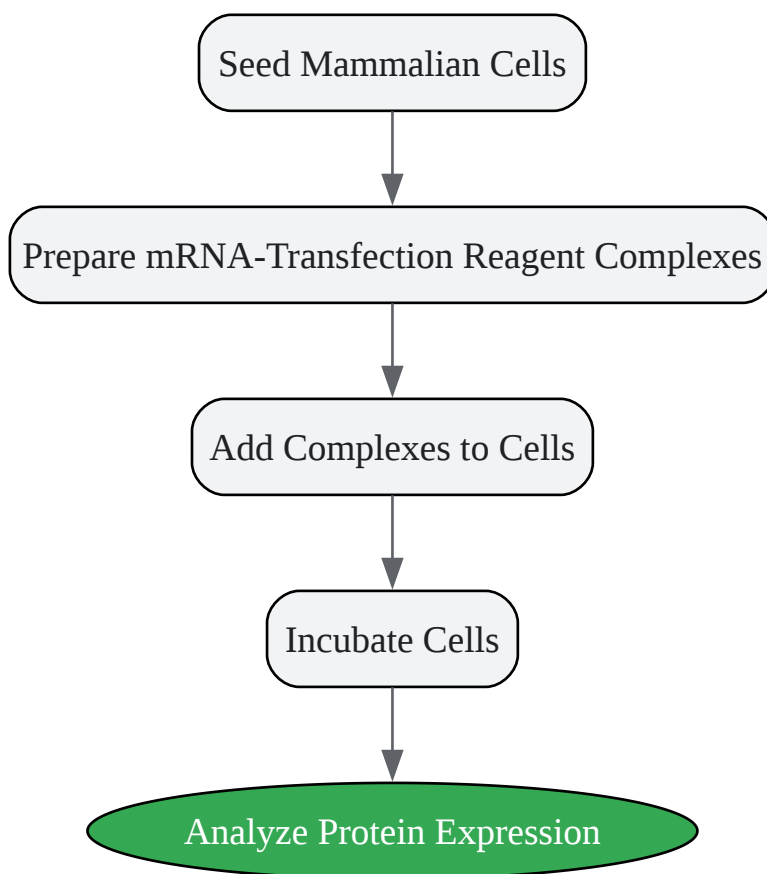 Seed Mammalian Cells
Prepare mRNA-Transfection Reagent Complexes
Add Complexes to Cells
Incubate Cells
Analyze Protein Expression